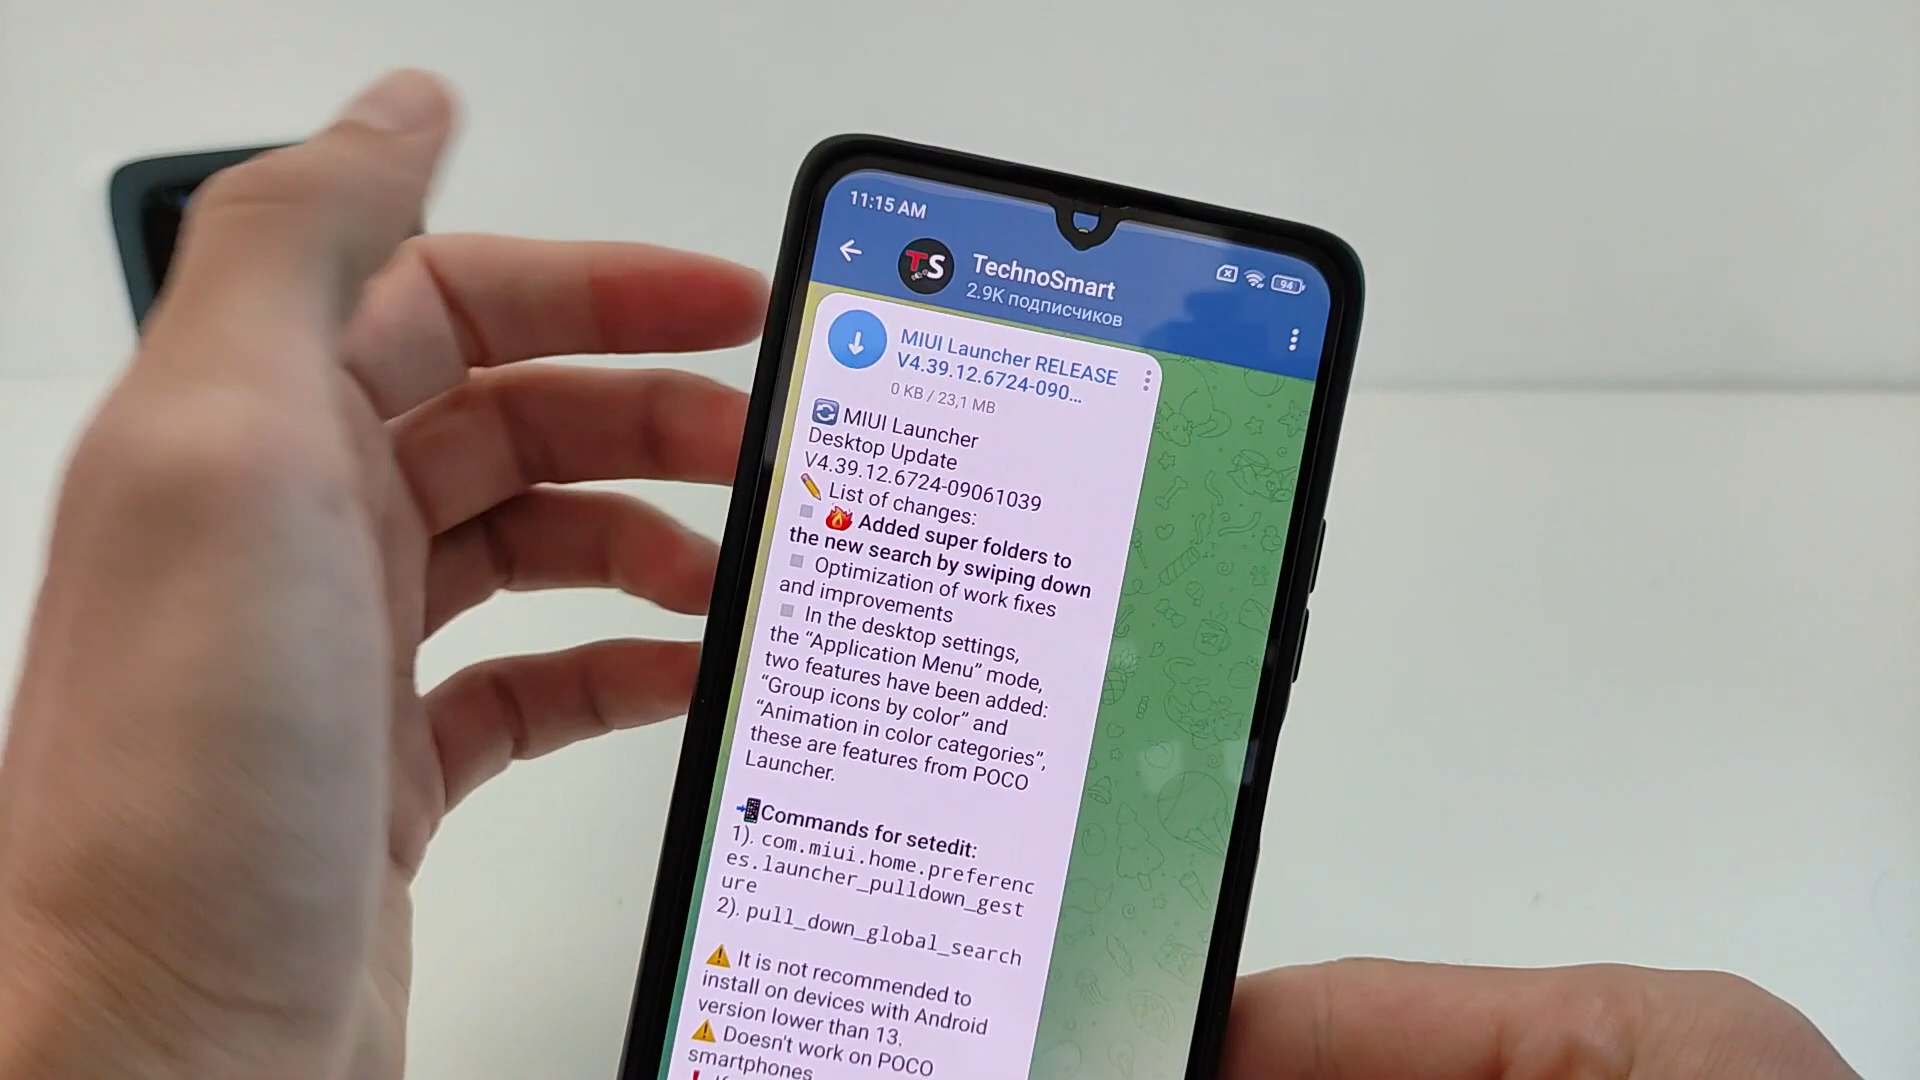 11:15 AM
94
TS
TechnoSmart
2.9K подписчиков
MIUI Launcher RELEASE
V4.39.12.6724-090...
0 KB / 23,1 MB
MIUI Launcher
Desktop Update
V4.39.12.6724-09061039
List of changes:
Added super folders to
the new search by swiping down
Optimization of work fixes
and improvements
In the desktop settings,
the “Application Menu” mode,
two features have been added:
“Group icons by color” and
“Animation in color categories”,
these are features from POCO
Launcher.
Commands for setedit:
1). com.miui.home.preferenc
es.launcher_pulldown_gest
ure
2). pull_down_global_search
It is not recommended to
install on devices with Android
version lower than 13.
Doesn't work on POCO
smartphones